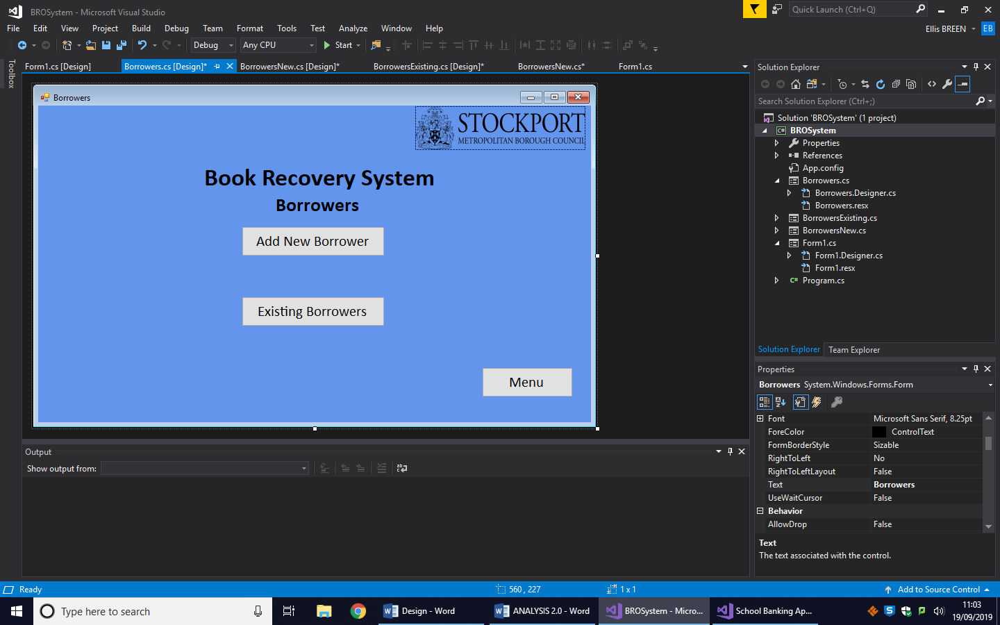 BROSystem - Microsoft Visual Studio
Quick Launch (Ctrl+Q)
File Edit View Project Build Debug Team Format Tools Test Analyze Window Help
Ellis BREEN EB
Debug Any CPU Start
Toolbox
Form1.cs [Design] Borrowers.cs [Design]* BorrowersNew.cs [Design]* BorrowersExisting.cs [Design]* BorrowersNew.cs* Form1.cs
Borrowers
STOCKPORT
METROPOLITAN BOROUGH COUNCIL
Book Recovery System
Borrowers
Add New Borrower
Existing Borrowers
Menu
Output
Show output from:
Solution Explorer
Search Solution Explorer (Ctrl+;)
Solution 'BROSystem' (1 project)
C# BROSystem
Properties
References
App.config
Borrowers.cs
Borrowers.Designer.cs
Borrowers.resx
BorrowersExisting.cs
BorrowersNew.cs
Form1.cs
Form1.Designer.cs
Form1.resx
C# Program.cs
Solution Explorer Team Explorer
Properties
Borrowers System.Windows.Forms.Form
Font Microsoft Sans Serif, 8.25pt
ForeColor ControlText
FormBorderStyle Sizable
RightToLeft No
RightToLeftLayout False
Text Borrowers
UseWaitCursor False
Behavior
AllowDrop False
Text
The text associated with the control.
Ready 560 , 227 1 x 1 Add to Source Control
Type here to search Design - Word ANALYSIS 2.0 - Word BROSystem - Micro... School Banking Ap...
11:03
19/09/2019